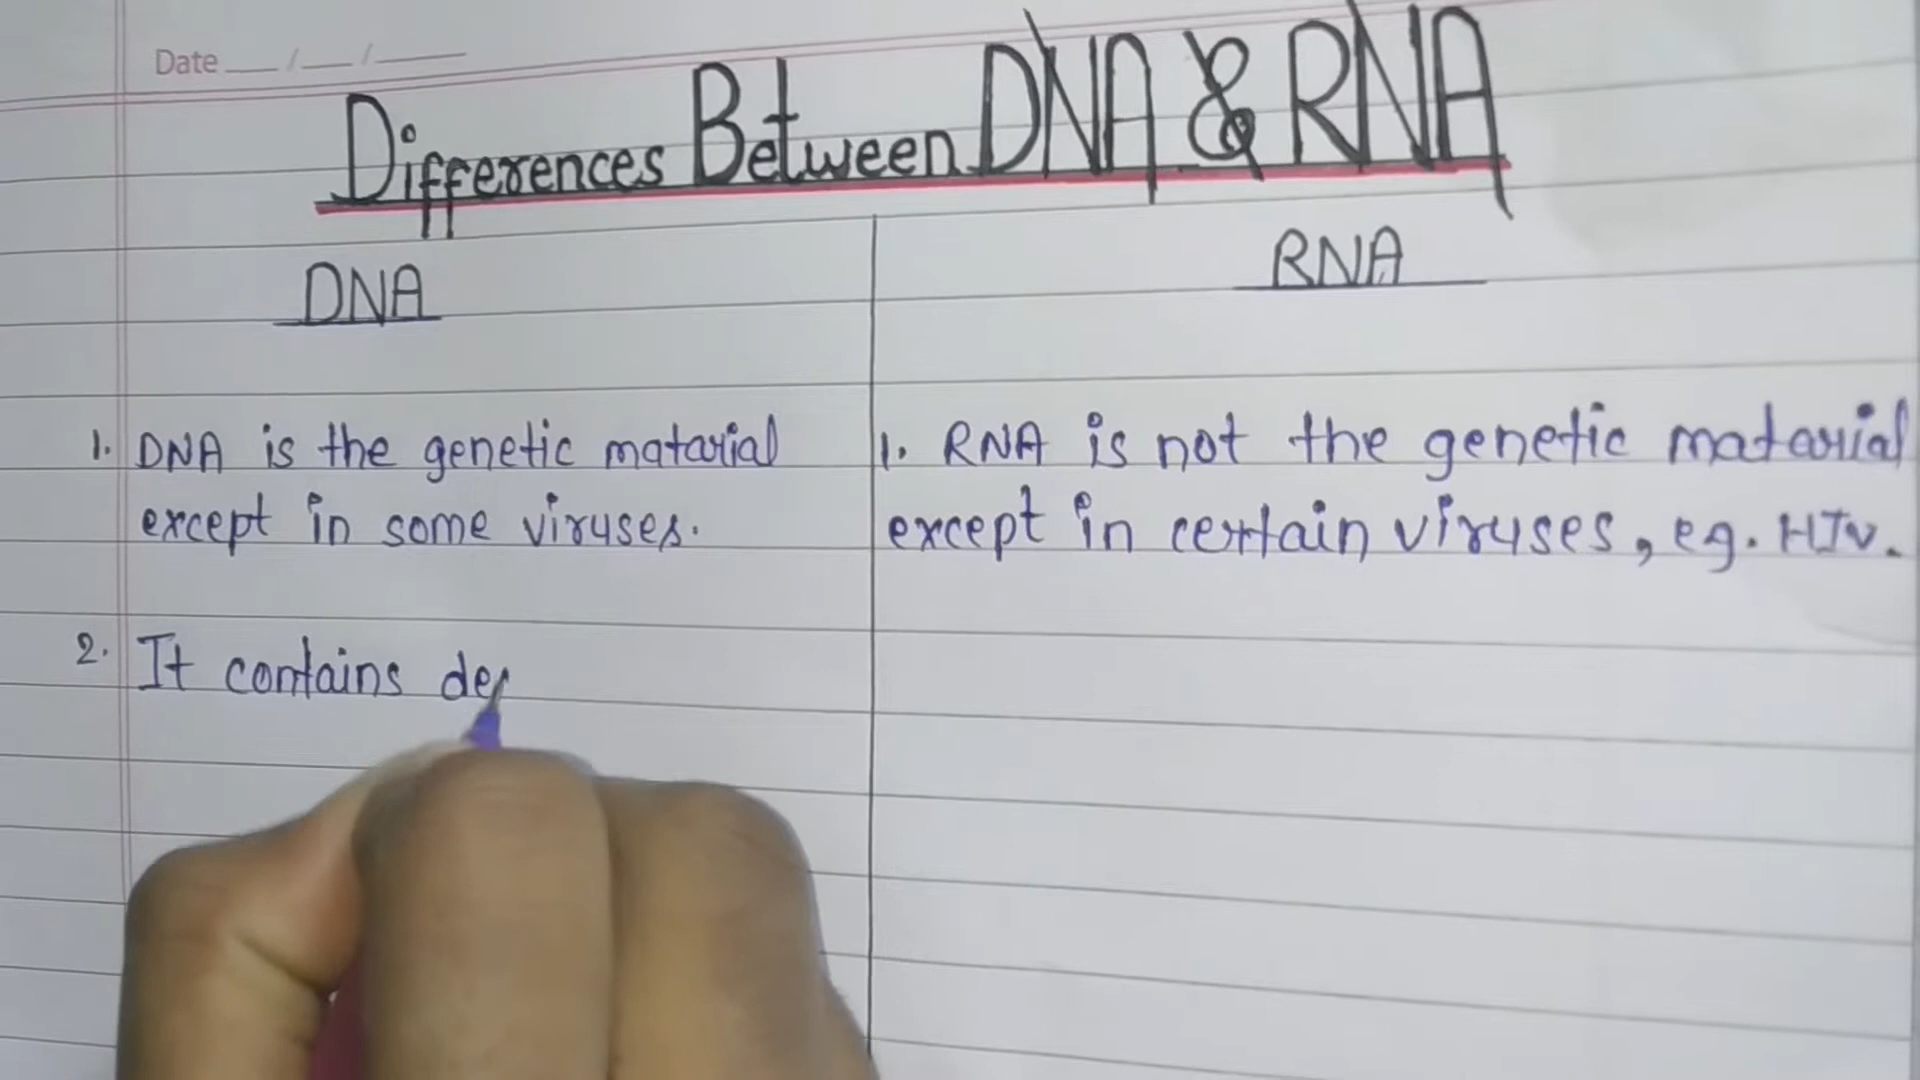 Date __/__/____
Differences Between DNA & RNA
DNA
RNA
1. DNA is the genetic matarial
except in some viruses.
1. RNA is not the genetic matarial
except in certain viruses, eg. HIV.
2. It contains de